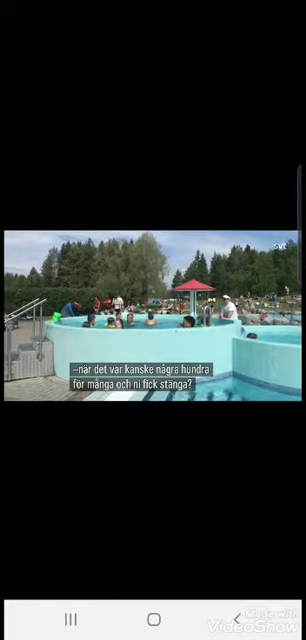 SVT
–när det var kanske några hundra
för många och ni fick stänga?
Made with
VideoShow